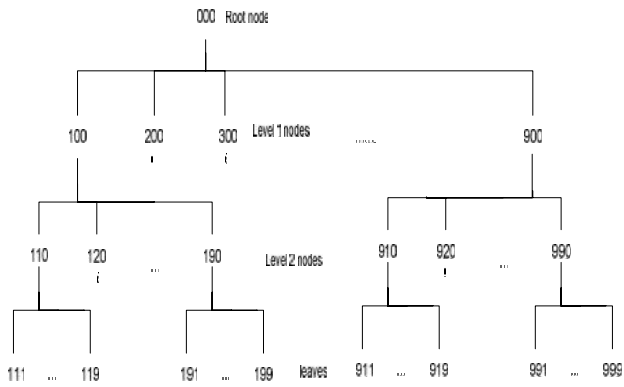 000 Root node
100 200 300 Level 1 nodes ...... 900
110 120 ... 190 Level 2 nodes 910 920 ... 990
111 ... 119 191 ... 199 leaves 911 ... 919 991 ... 999